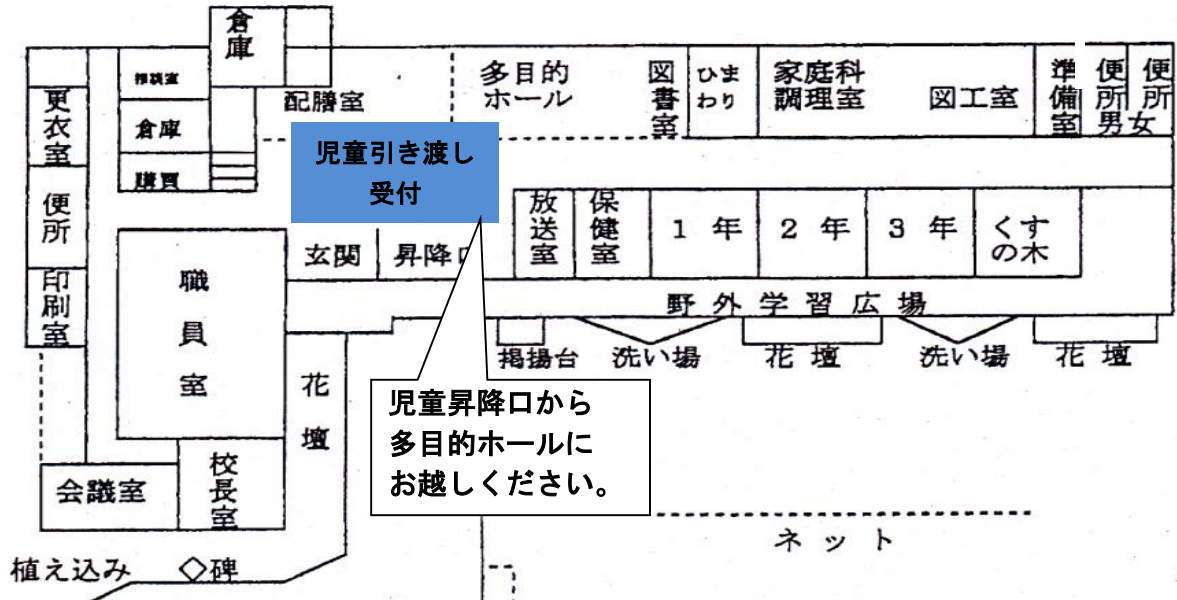 倉庫
相談室
倉庫
購買
更衣室
便所
印刷室
配膳室
多目的
ホール
図書室
ひま
わり
家庭科
調理室
図工室
準備室
便所男
便所女
児童引き渡し
受付
玄関
昇降口
放送室
保健室
1年
2年
3年
くす
の木
職員室
野外学習広場
掲揚台
洗い場
花壇
洗い場
花壇
花壇
児童昇降口から
多目的ホールに
お越しください。
会議室
校長室
ネット
植え込み
◇碑